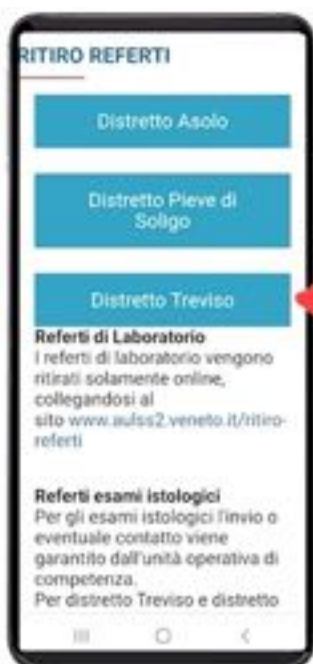 RITIRO REFERTI
Distretto Asolo
Distretto Pieve di
Soligo
Distretto Treviso
Referti di Laboratorio
I referti di laboratorio vengono
ritirati solamente online,
collegandosi al
sito www.aulss2.veneto.it/ritiro-
referti
Referti esami istologici
Per gli esami istologici l'invio o
eventuale contatto viene
garantito dall'unità operativa di
competenza.
Per distretto Treviso e distretto